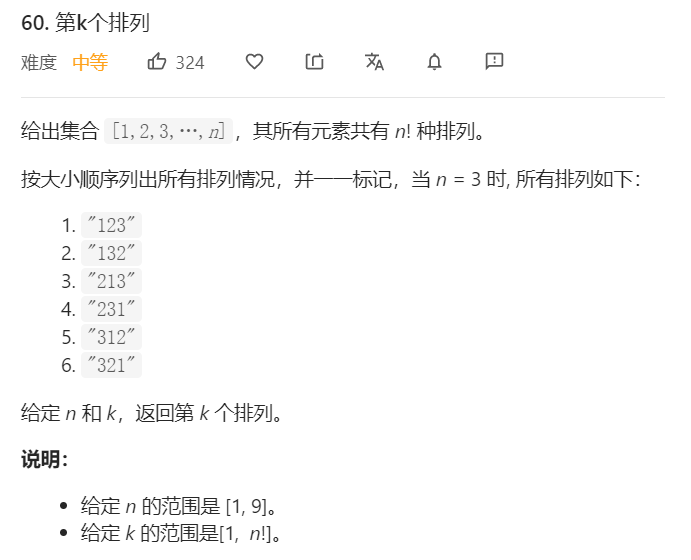 60. 第k个排列
难度 中等 324
给出集合 [1,2,3,…,n]，其所有元素共有 n! 种排列。
按大小顺序列出所有排列情况，并一一标记，当 n = 3 时, 所有排列如下：
1. "123"
2. "132"
3. "213"
4. "231"
5. "312"
6. "321"
给定 n 和 k，返回第 k 个排列。
说明：
• 给定 n 的范围是 [1, 9]。
• 给定 k 的范围是[1,  n!]。